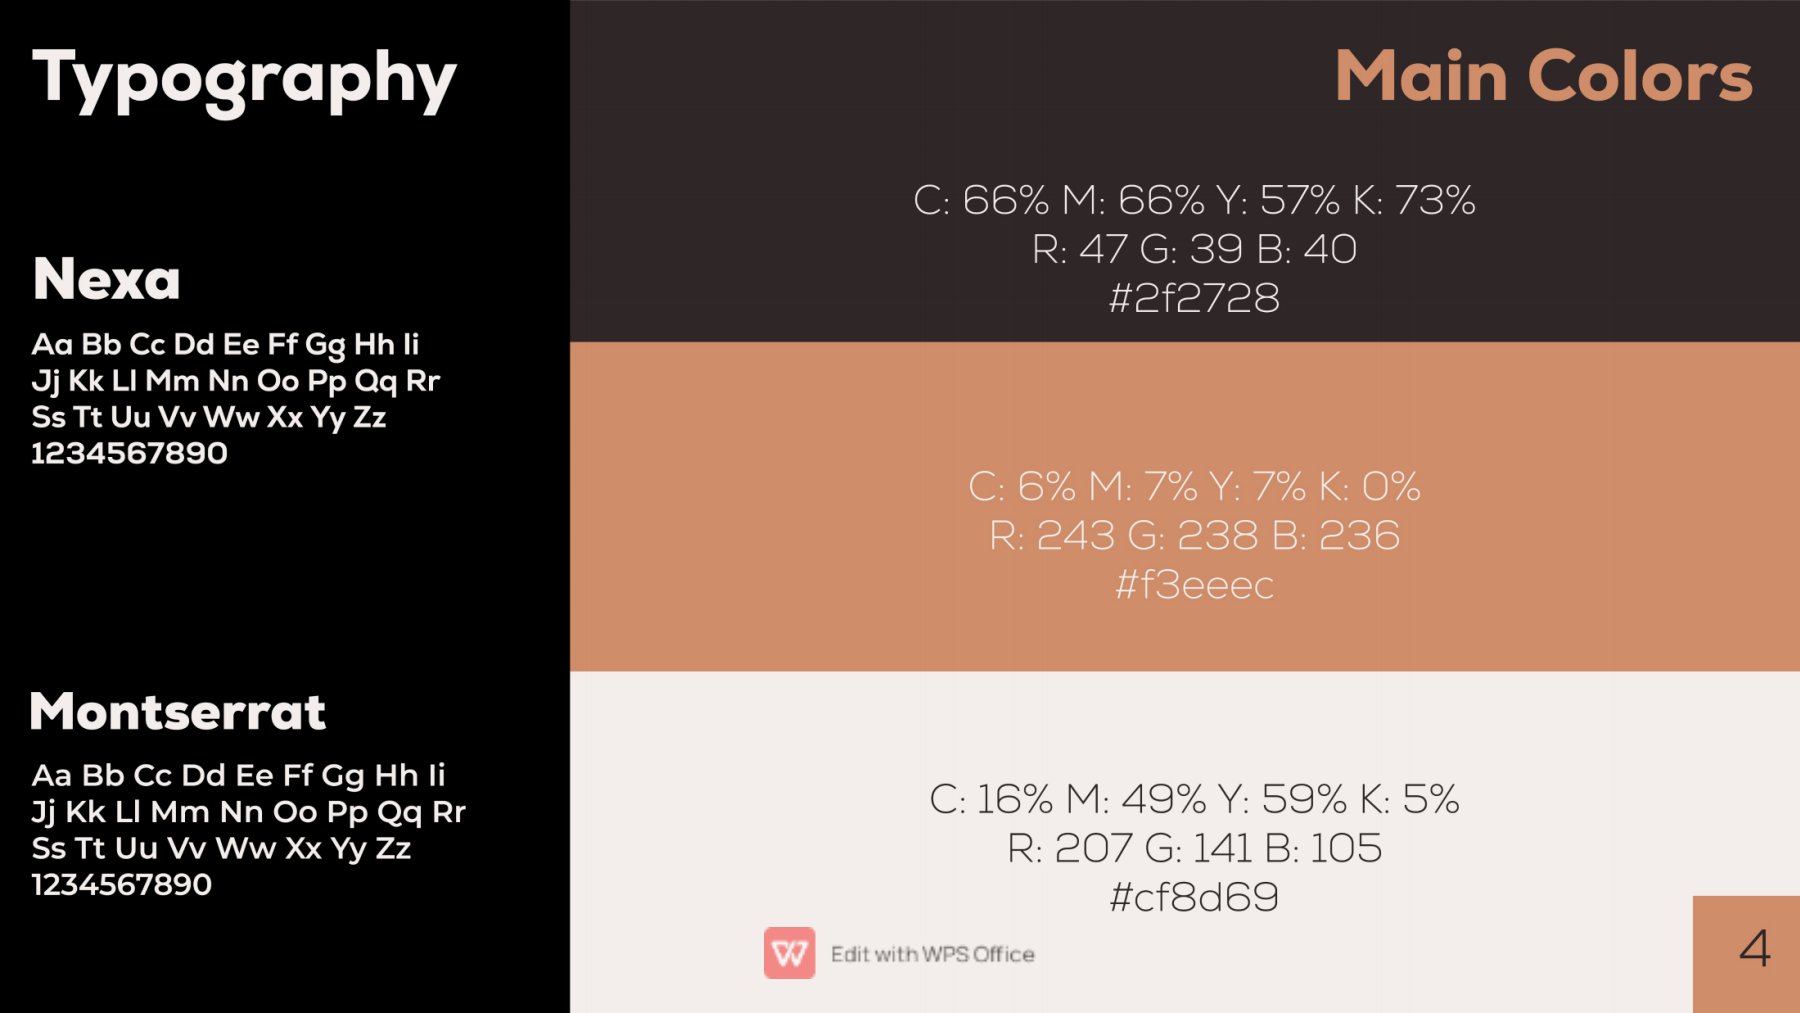 Typography
Nexa
Aa Bb Cc Dd Ee Ff Gg Hh Ii
Jj Kk Ll Mm Nn Oo Pp Qq Rr
Ss Tt Uu Vv Ww Xx Yy Zz
1234567890
Montserrat
Aa Bb Cc Dd Ee Ff Gg Hh Ii
Jj Kk Ll Mm Nn Oo Pp Qq Rr
Ss Tt Uu Vv Ww Xx Yy Zz
1234567890
Main Colors
C: 66% M: 66% Y: 57% K: 73%
R: 47 G: 39 B: 40
#2f2728
C: 6% M: 7% Y: 7% K: 0%
R: 243 G: 238 B: 236
#f3eeec
C: 16% M: 49% Y: 59% K: 5%
R: 207 G: 141 B: 105
#cf8d69
Edit with WPS Office
4